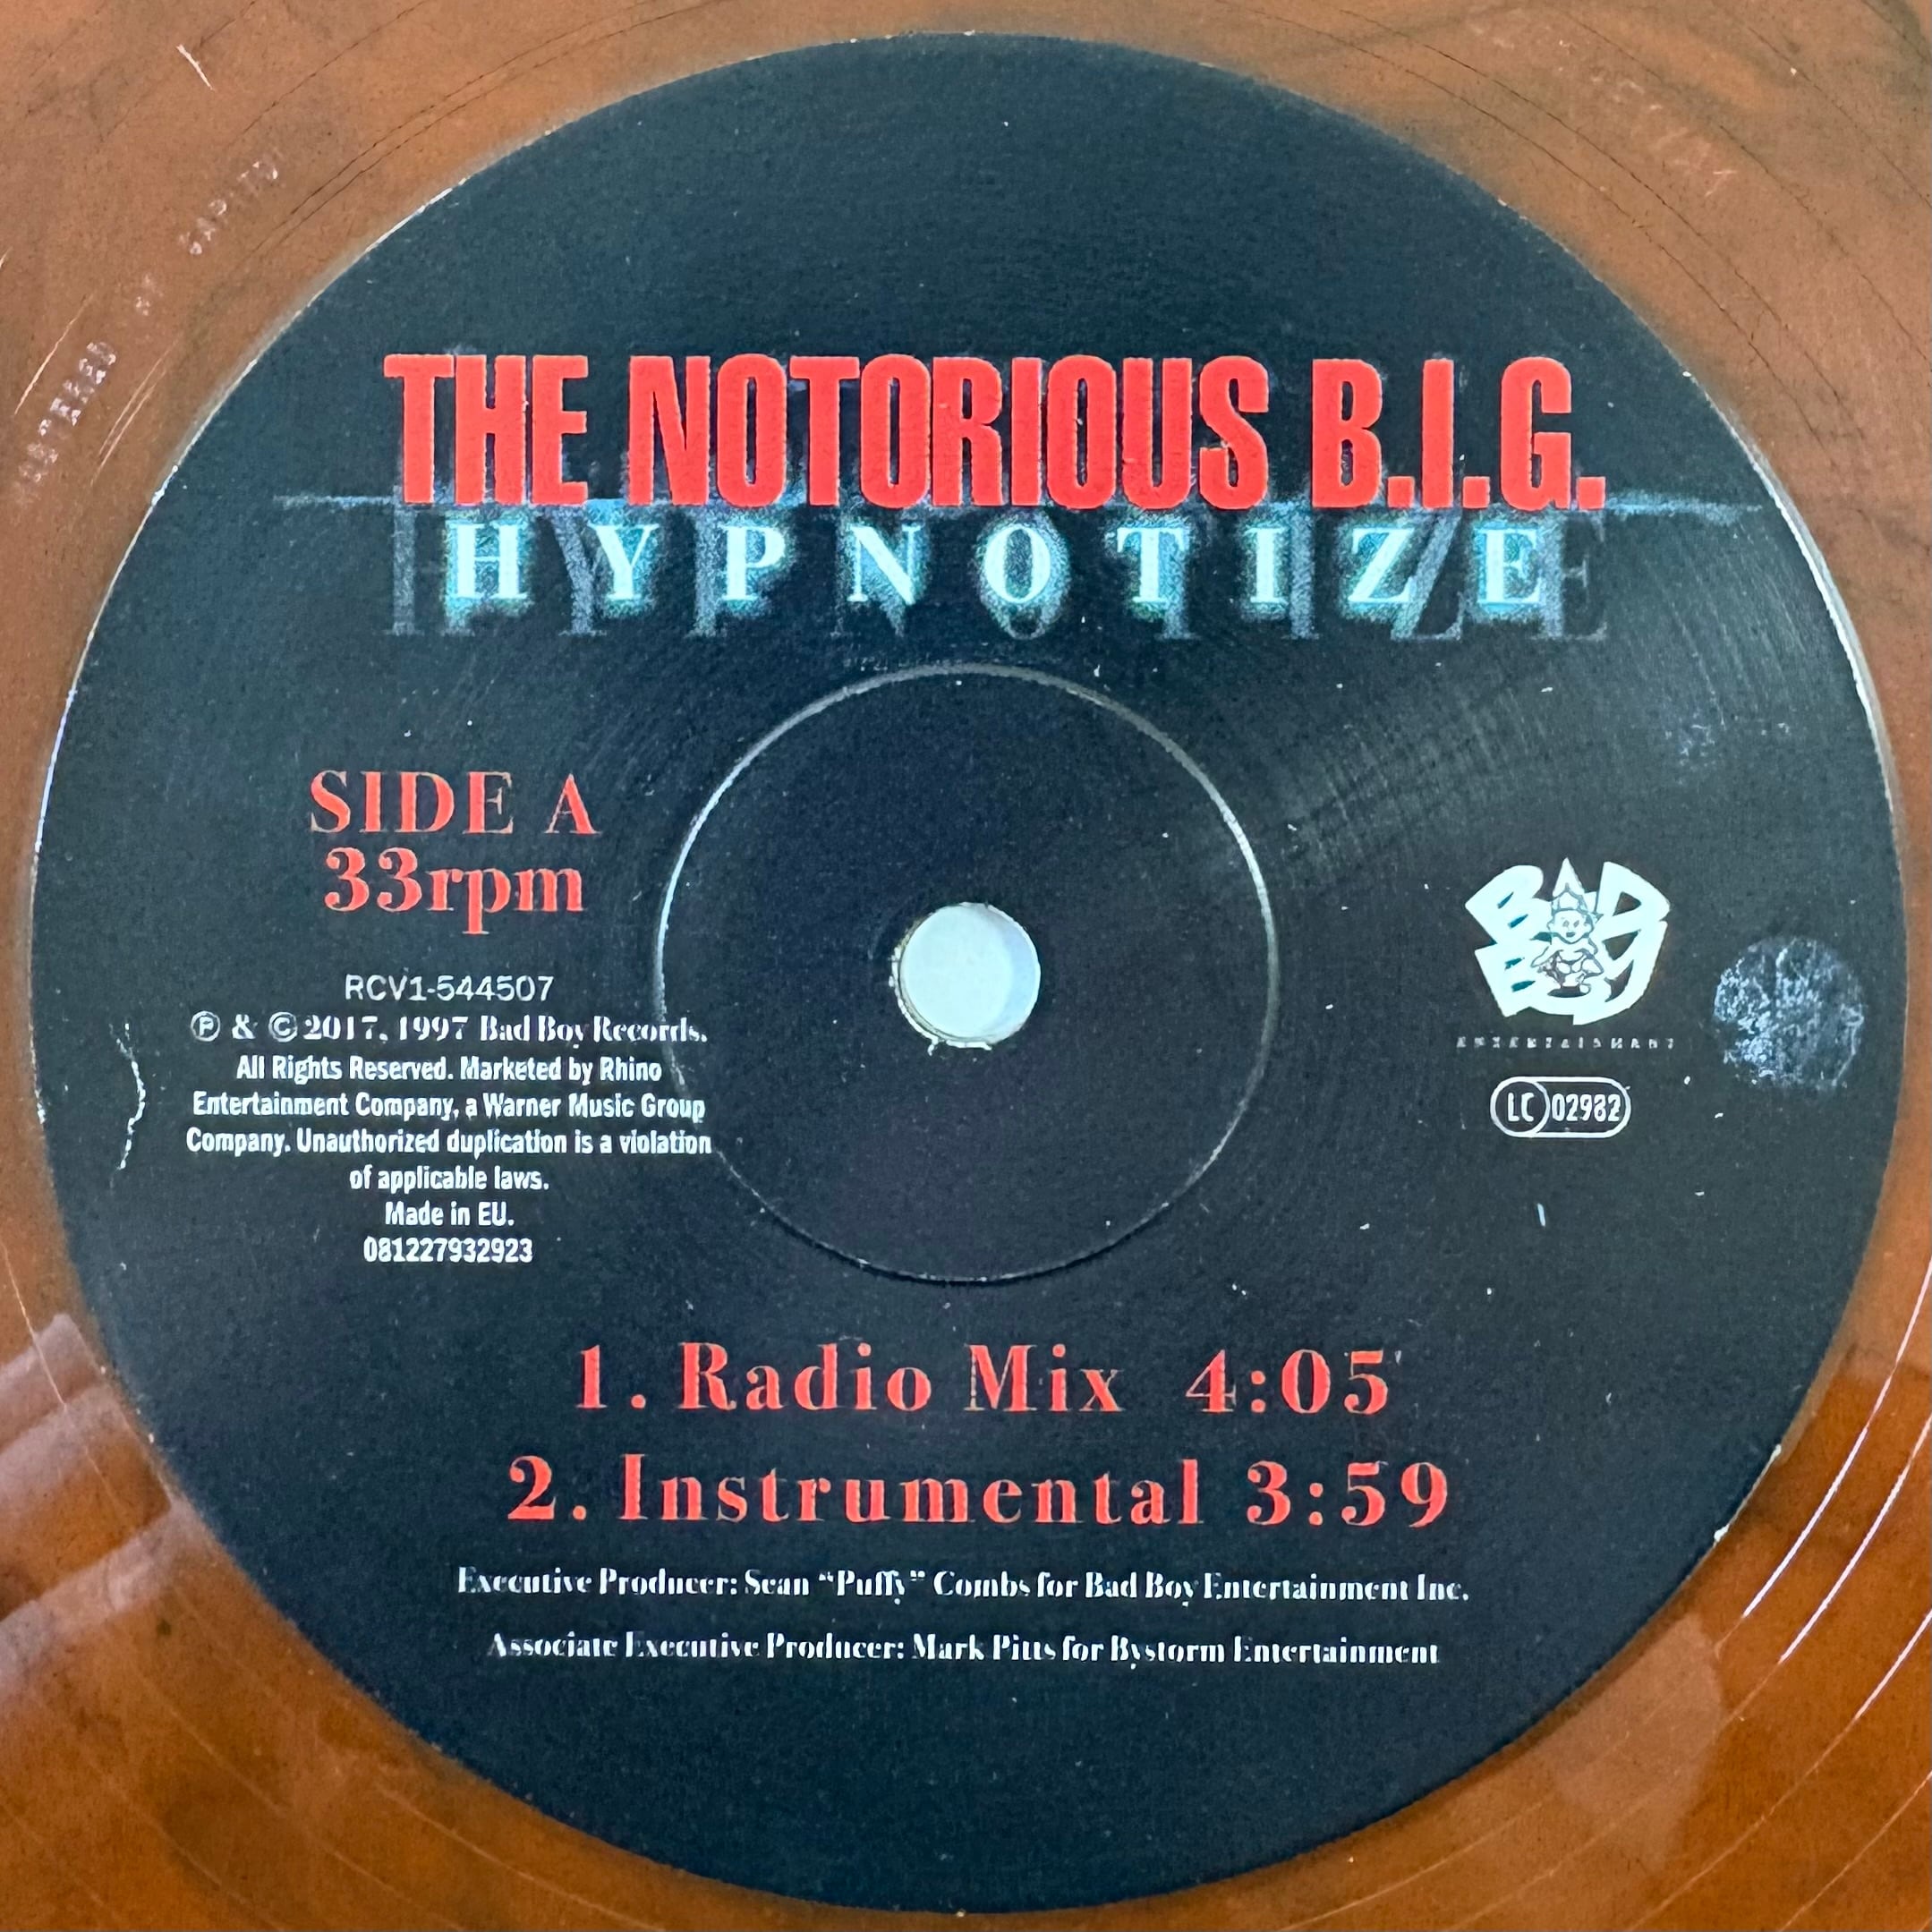 THE NOTORIOUS B.I.G.
HYPNOTIZE
SIDE A
33rpm
RCV1-544507
℗ & © 2017, 1997 Bad Boy Records.
All Rights Reserved. Marketed by Rhino
Entertainment Company, a Warner Music Group
Company. Unauthorized duplication is a violation
of applicable laws.
Made in EU.
081227932923
BAD
BOY
ENTERTAINMENT
LC 02982
1. Radio Mix 4:05
2. Instrumental 3:59
Executive Producer: Sean “Puffy” Combs for Bad Boy Entertainment Inc.
Associate Executive Producer: Mark Pitts for Bystorm Entertainment